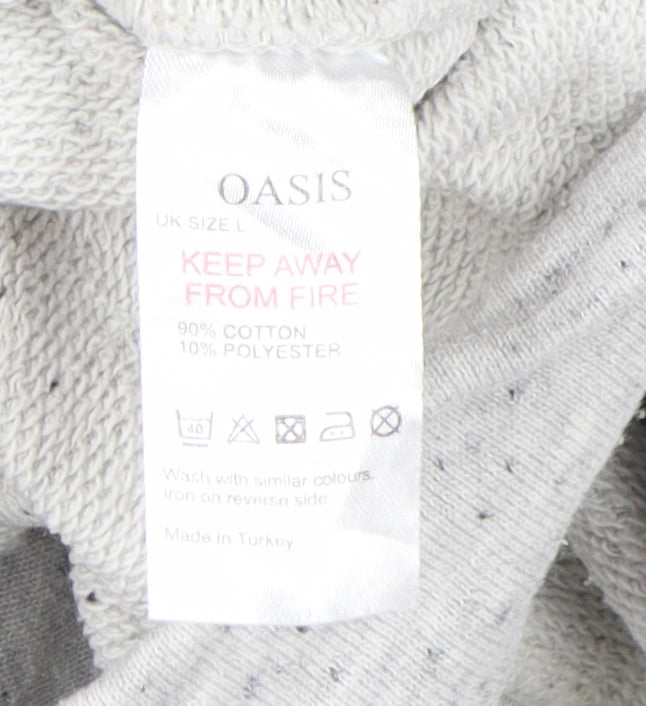 OASIS
UK SIZE L
KEEP AWAY
FROM FIRE
90% COTTON
10% POLYESTER
40
Wash with similar colours.
Iron on reverse side
Made in Turkey